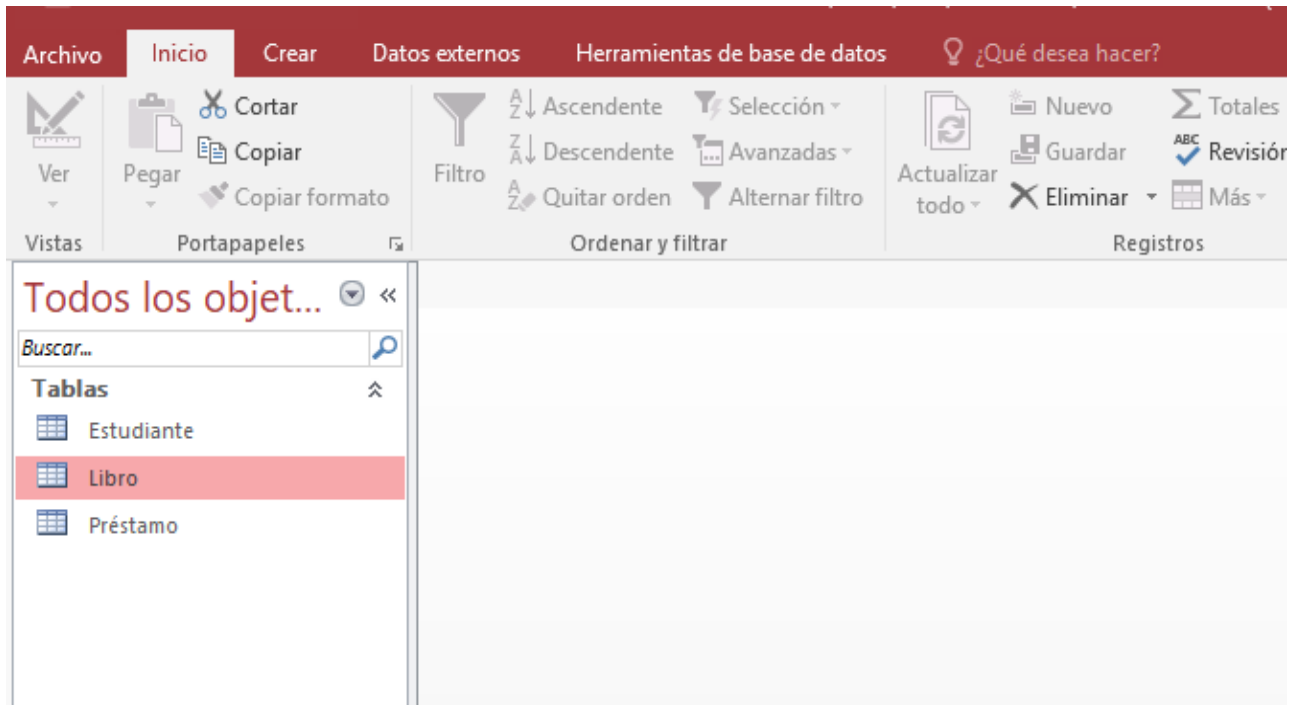 Archivo Inicio Crear Datos externos Herramientas de base de datos ¿Qué desea hacer?
Ver
Vistas
Pegar
Cortar
Copiar
Copiar formato
Portapapeles
Filtro
Ascendente
Descendente
Quitar orden
Selección
Avanzadas
Alternar filtro
Ordenar y filtrar
Actualizar
todo
Nuevo
Guardar
Eliminar
Totales
ABC Revisión
Más
Registros
Todos los objet...
Buscar...
Tablas
Estudiante
Libro
Préstamo